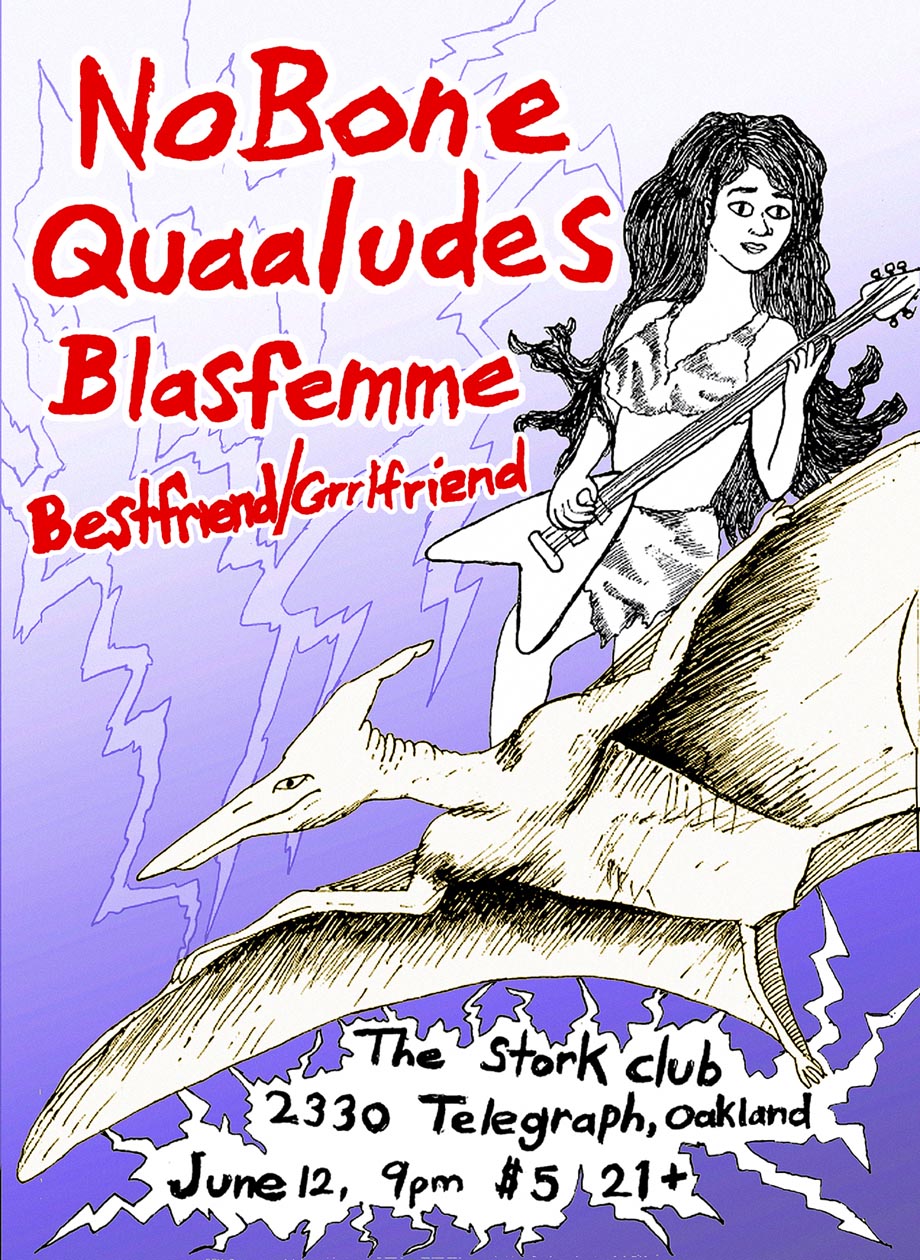 NoBone
Quaaludes
Blasfemme
Bestfriend/Grrlfriend
The Stork club
2330 Telegraph, Oakland
June 12, 9pm $5 21+